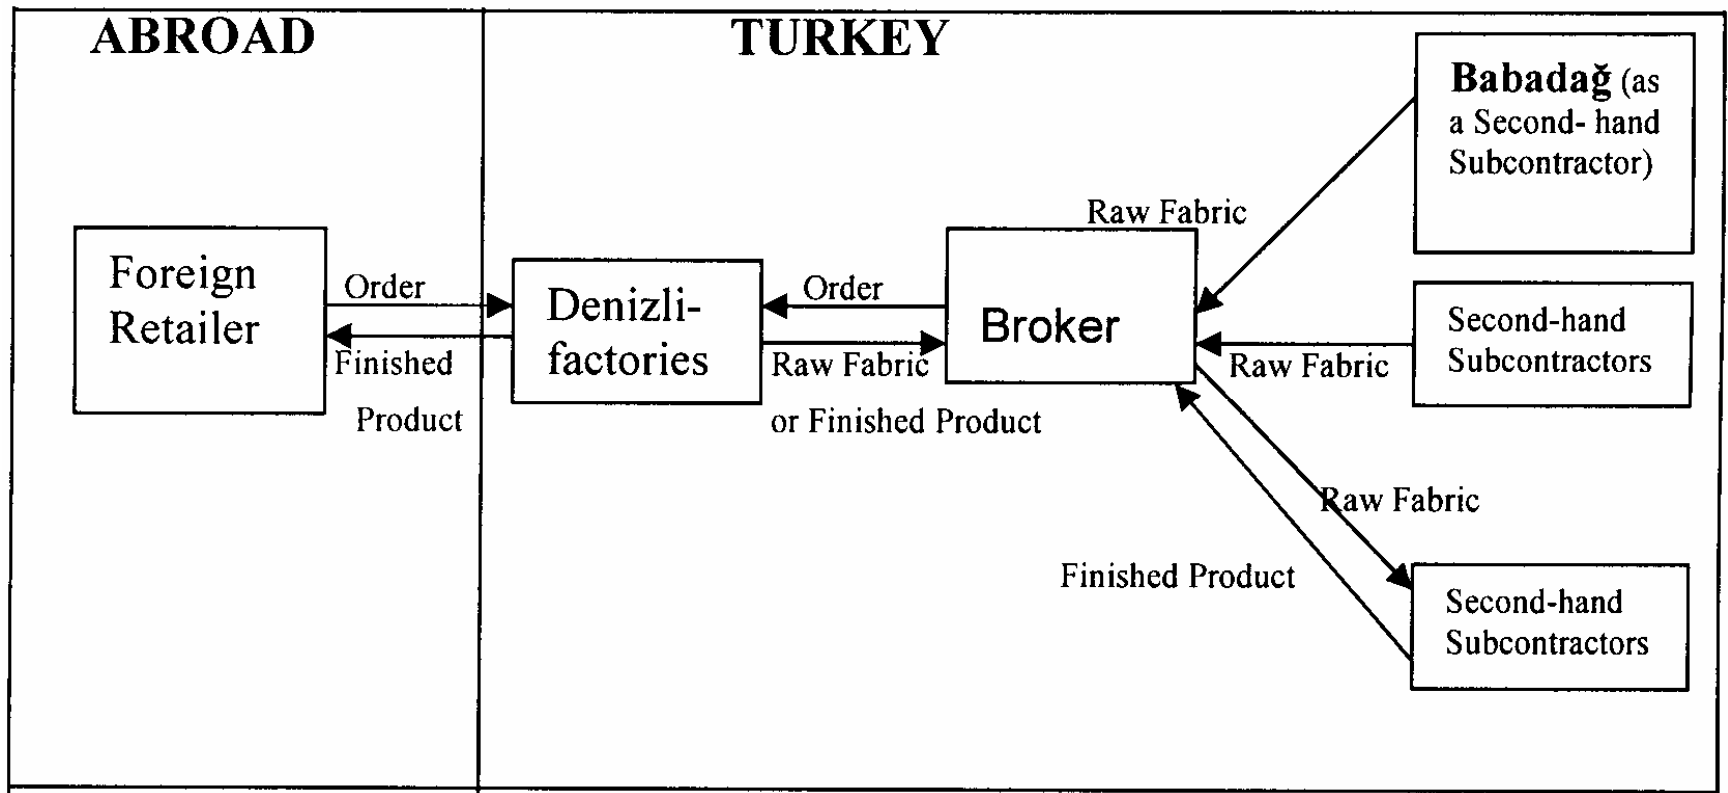 ABROAD
TURKEY
Babadağ (as
a Second- hand
Subcontractor)
Raw Fabric
Foreign
Retailer
Order
Finished
Product
Denizli-
factories
Order
Raw Fabric
or Finished Product
Broker
Raw Fabric
Second-hand
Subcontractors
Raw Fabric
Finished Product
Second-hand
Subcontractors